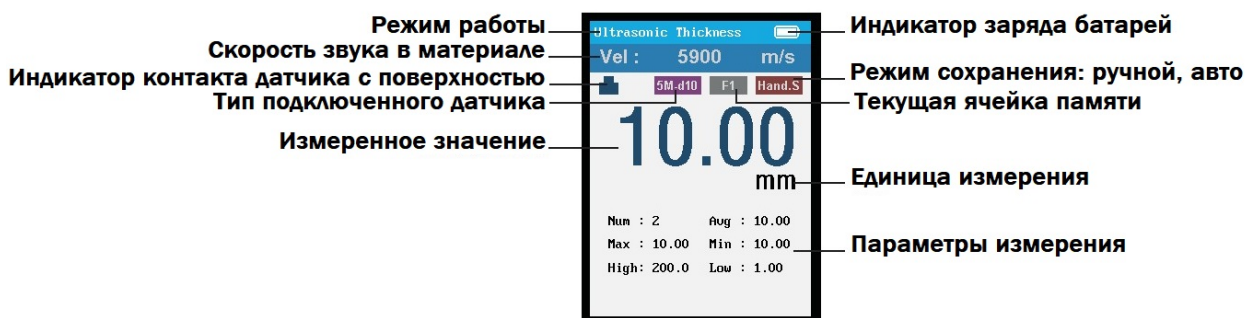 Режим работы
Скорость звука в материале
Индикатор контакта датчика с поверхностью
Тип подключенного датчика
Измеренное значение
Ultrasonic Thickness
Vel : 5900 m/s
5M-d10 F1 Hand.S
10.00
mm
Num : 2 Avg : 10.00
Max : 10.00 Min : 10.00
High: 200.0 Low : 1.00
Индикатор заряда батарей
Режим сохранения: ручной, авто
Текущая ячейка памяти
Единица измерения
Параметры измерения